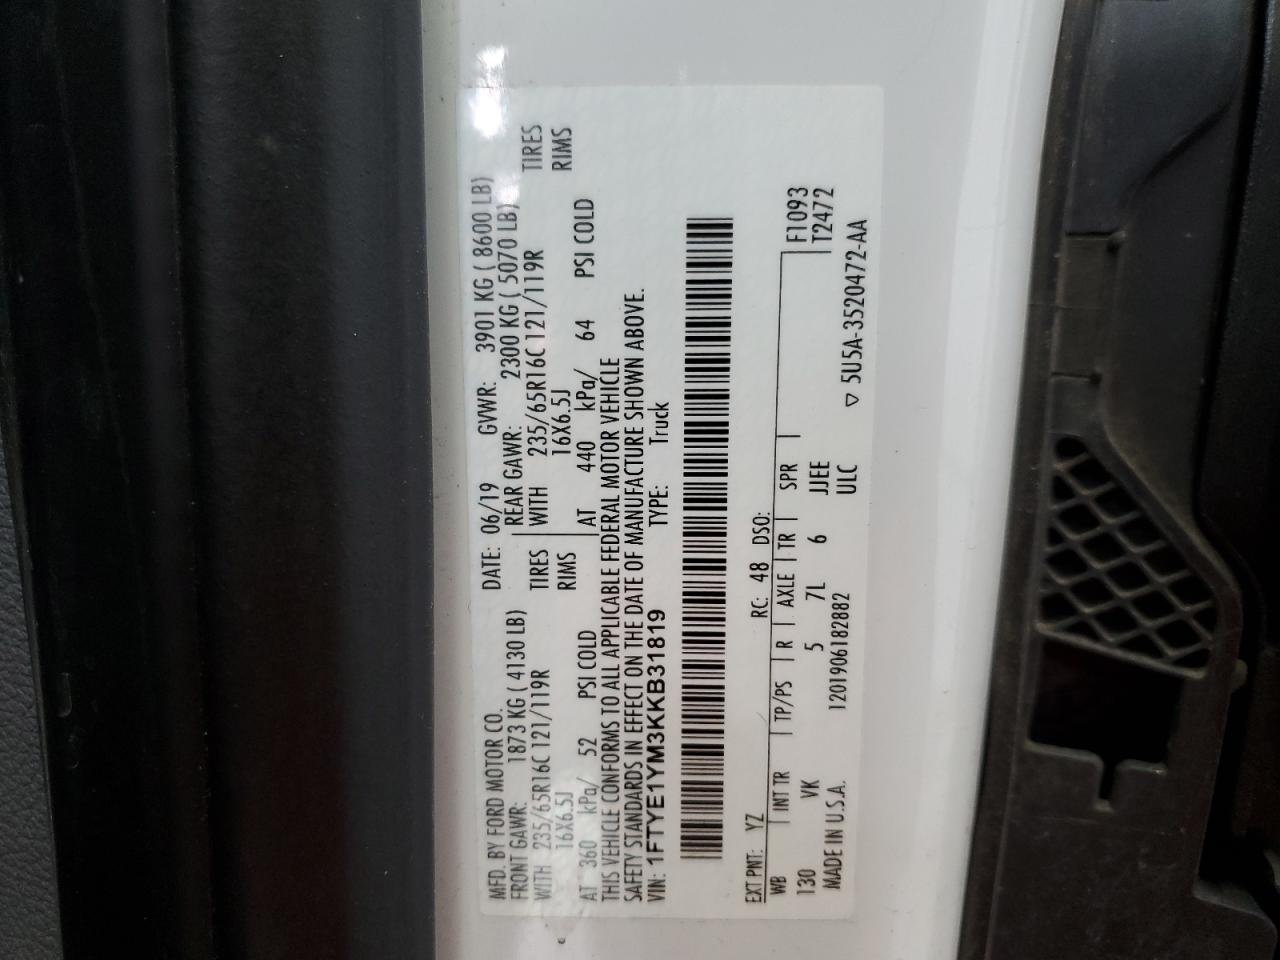 MFD. BY FORD MOTOR CO. DATE: 06/19 GVWR: 3901 KG ( 8600 LB)
FRONT GAWR: 1873 KG ( 4130 LB) REAR GAWR: 2300 KG ( 5070 LB)
WITH 235/65R16C 121/119R TIRES WITH 235/65R16C 121/119R TIRES
16X6.5J RIMS 16X6.5J RIMS
AT 360 kPa/ 52 PSI COLD AT 440 kPa/ 64 PSI COLD
THIS VEHICLE CONFORMS TO ALL APPLICABLE FEDERAL MOTOR VEHICLE
SAFETY STANDARDS IN EFFECT ON THE DATE OF MANUFACTURE SHOWN ABOVE.
VIN: 1FTYE1YM3KKB31819 TYPE: Truck
EXT PNT: YZ RC: 48 DSO:
WB INT TR TP/PS R AXLE TR SPR F1093
130 VK 5 7L 6 JJEE T2472
MADE IN U.S.A. 1201906182882 ULC ▽ 5U5A-3520472-AA